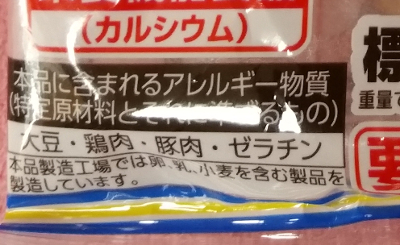 (カルシウム)
標
本品に含まれるアレルギー物質
(特定原材料とそれに準ずるもの)
重量で
大豆・鶏肉・豚肉・ゼラチン
本品製造工場では卵、乳、小麦を含む製品を
製造しています。
要